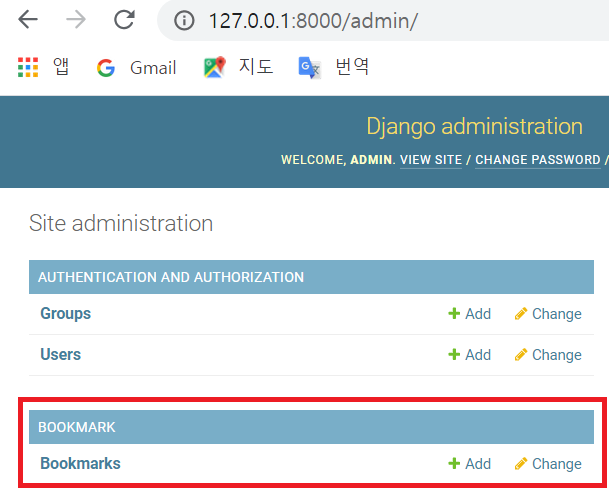 127.0.0.1:8000/admin/
앱 Gmail 지도 번역
Django administration
WELCOME, ADMIN. VIEW SITE / CHANGE PASSWORD /
Site administration
AUTHENTICATION AND AUTHORIZATION
Groups Add Change
Users Add Change
BOOKMARK
Bookmarks Add Change